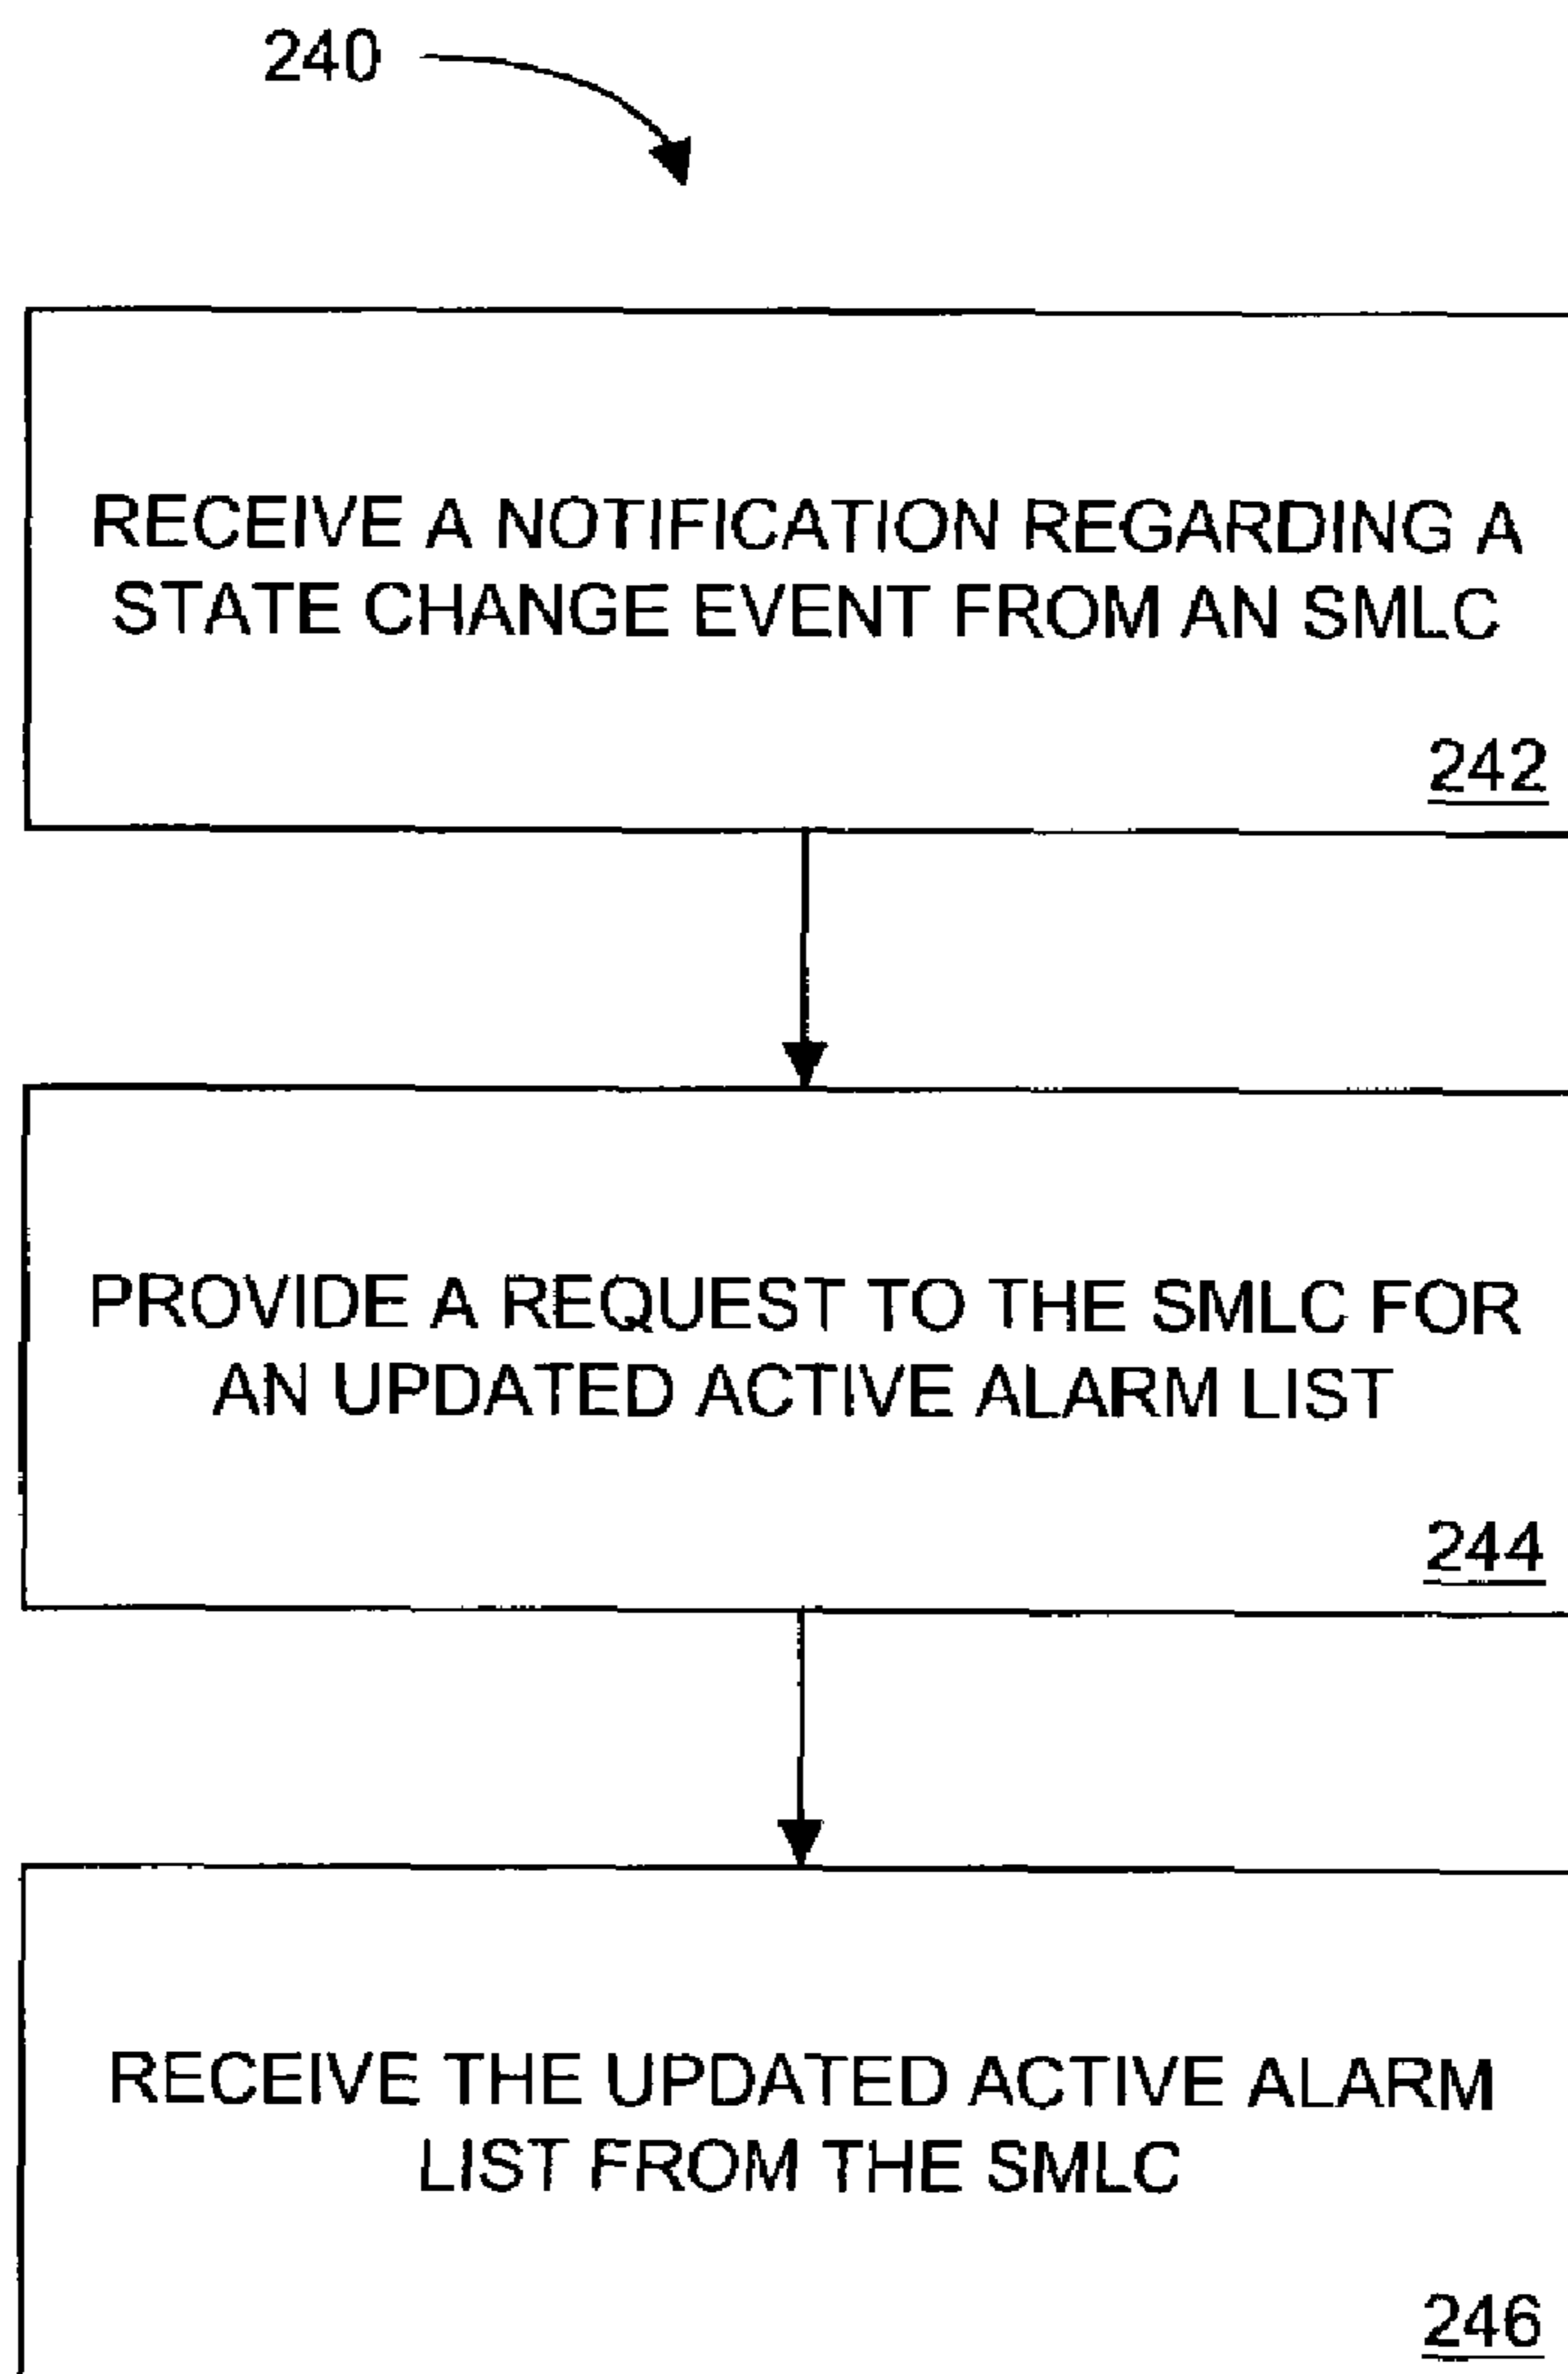 240
RECEIVE A NOTIFICATION REGARDING A
STATE CHANGE EVENT FROM AN SMLC
242
PROVIDE A REQUEST TO THE SMLC FOR
AN UPDATED ACTIVE ALARM LIST
244
RECEIVE THE UPDATED ACTIVE ALARM
LIST FROM THE SMLC
246